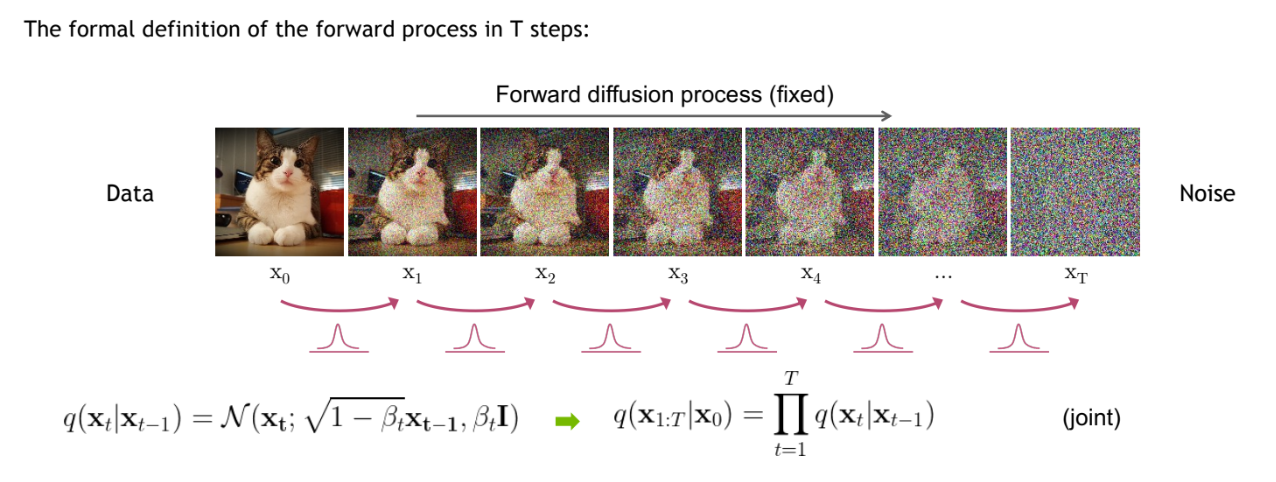 The formal definition of the forward process in T steps:
Forward diffusion process (fixed)
Data
Noise
x₀ x₁ x₂ x₃ x₄ … x_T
q(𝐱ₜ|𝐱ₜ₋₁) = 𝒩(𝐱ₜ; √(1 − βₜ)𝐱ₜ₋₁, βₜ𝐈) ➡ q(𝐱₁:T|𝐱₀) = ∏_{t=1}^{T} q(𝐱ₜ|𝐱ₜ₋₁) (joint)